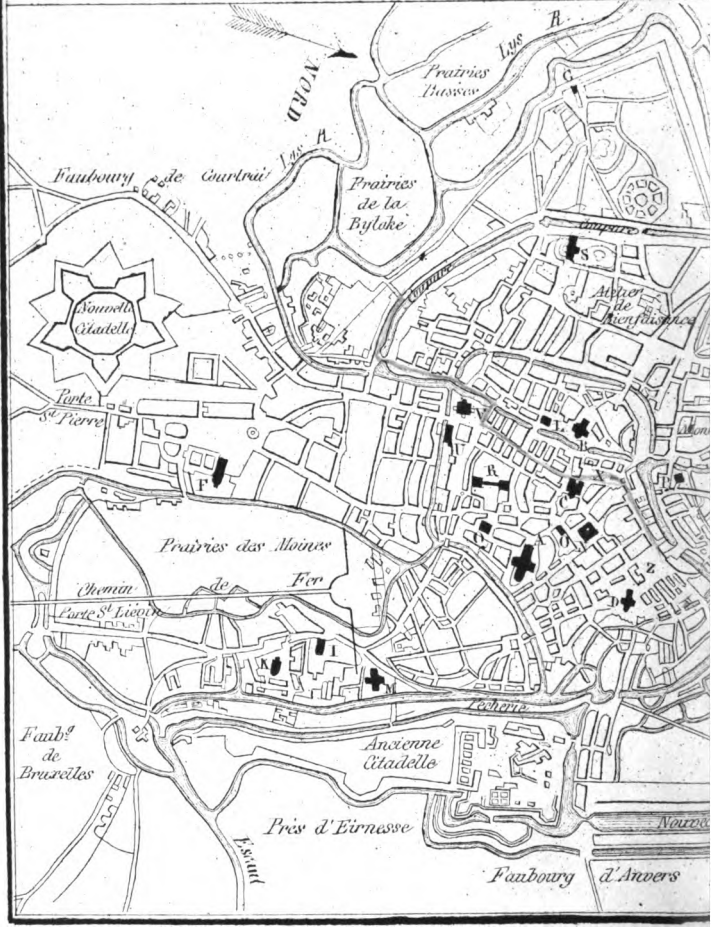 Lys R
Prairies
Basses
NORD
G
Lys R
Faubourg de Courtrai
Prairies
de la
Byloke
Coupure
S
Coupure
Atelier
de
Bienfaisance
Nouvelle
Citadelle
Porte
St Pierre
V
L
B
U
R
X
C
F
Q
A
O
N
Z
D
Prairies des Moines
Chemin de Fer
Porte St Liévin
K
I
M
Pêcherie
Faubg
de
Bruxelles
Ancienne
Citadelle
Près d'Eirnesse
Escaut
Nouve
Faubourg d'Anvers